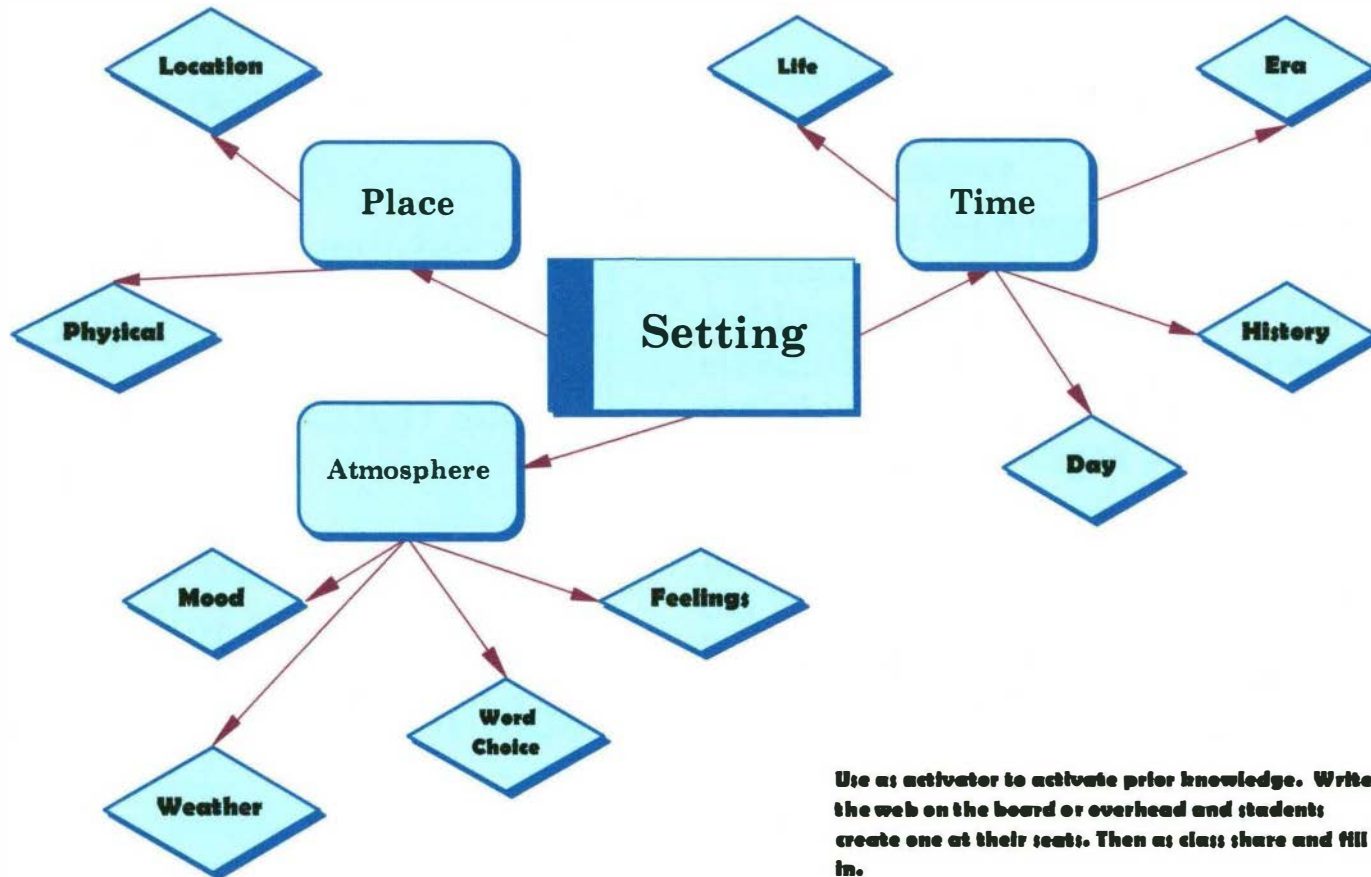 Location
Life
Era
Place
Time
Setting
Physical
History
Atmosphere
Day
Mood
Feelings
Word
Choice
Weather
Use as activator to activate prior knowledge. Write
the web on the board or overhead and students
create one at their seats. Then as class share and fill
in.